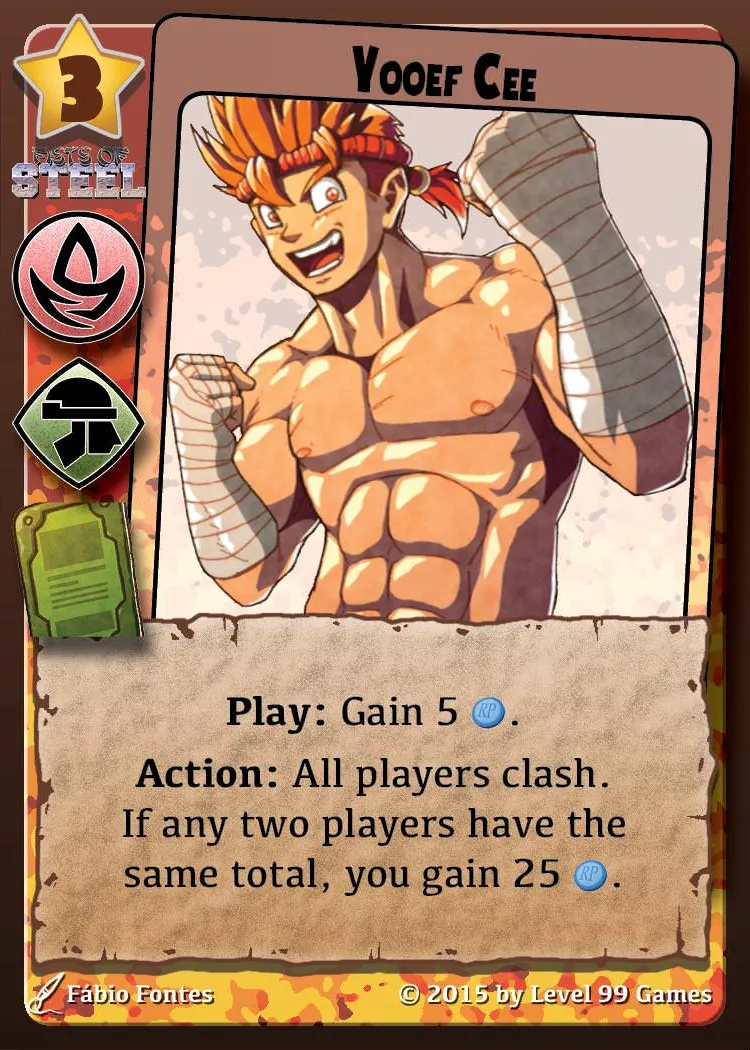 3
Yooef Cee
FISTS OF
STEEL
Play: Gain 5 RP.
Action: All players clash.
If any two players have the
same total, you gain 25 RP.
Fábio Fontes
© 2015 by Level 99 Games